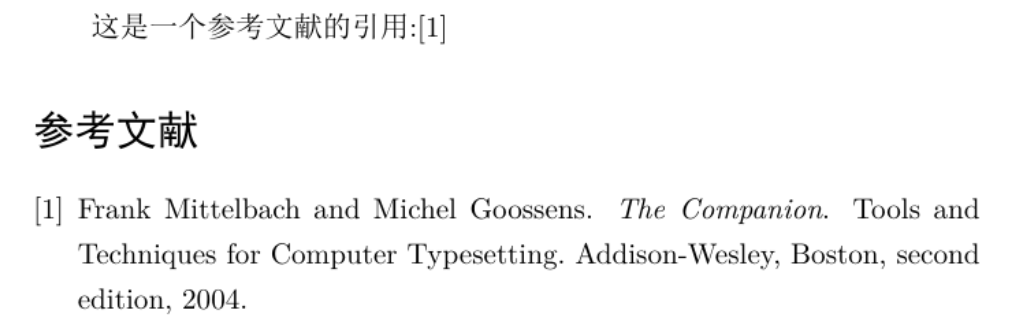 这是一个参考文献的引用:[1]
参考文献
[1] Frank Mittelbach and Michel Goossens. The Companion. Tools and
Techniques for Computer Typesetting. Addison-Wesley, Boston, second
edition, 2004.